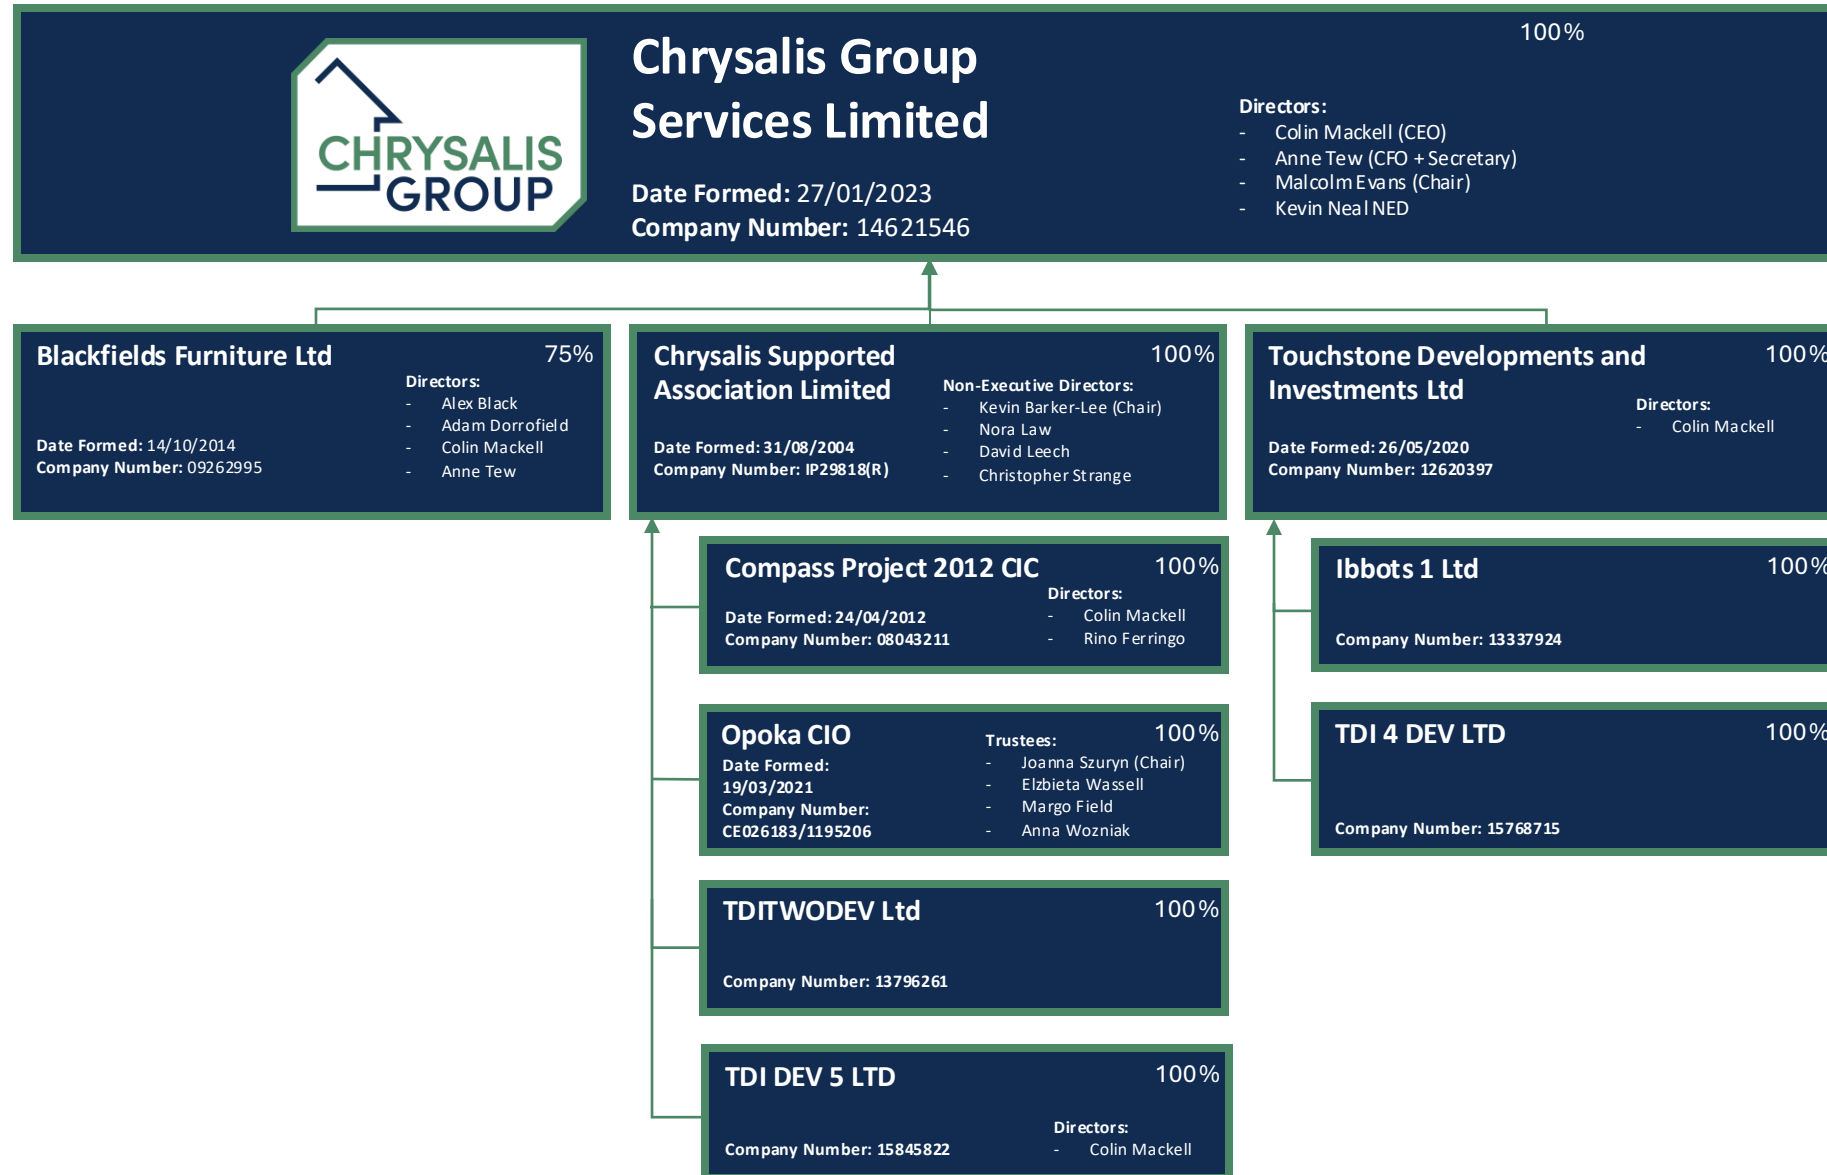 CHRYSALIS
GROUP
Chrysalis Group
Services Limited
Date Formed: 27/01/2023
Company Number: 14621546
100%
Directors:
- Colin Mackell (CEO)
- Anne Tew (CFO + Secretary)
- Malcolm Evans (Chair)
- Kevin Neal NED
Blackfields Furniture Ltd
75%
Directors:
- Alex Black
- Adam Dorrofield
- Colin Mackell
- Anne Tew
Date Formed: 14/10/2014
Company Number: 09262995
Chrysalis Supported
Association Limited
100%
Non-Executive Directors:
- Kevin Barker-Lee (Chair)
- Nora Law
- David Leech
- Christopher Strange
Date Formed: 31/08/2004
Company Number: IP29818(R)
Touchstone Developments and
Investments Ltd
100%
Directors:
- Colin Mackell
Date Formed: 26/05/2020
Company Number: 12620397
Compass Project 2012 CIC
100%
Directors:
- Colin Mackell
- Rino Ferringo
Date Formed: 24/04/2012
Company Number: 08043211
Ibbots 1 Ltd
100%
Company Number: 13337924
Opoka CIO
100%
Date Formed:
19/03/2021
Company Number:
CE026183/1195206
Trustees:
- Joanna Szuryn (Chair)
- Elzbieta Wassell
- Margo Field
- Anna Wozniak
TDI 4 DEV LTD
100%
Company Number: 15768715
TDITWODEV Ltd
100%
Company Number: 13796261
TDI DEV 5 LTD
100%
Directors:
- Colin Mackell
Company Number: 15845822